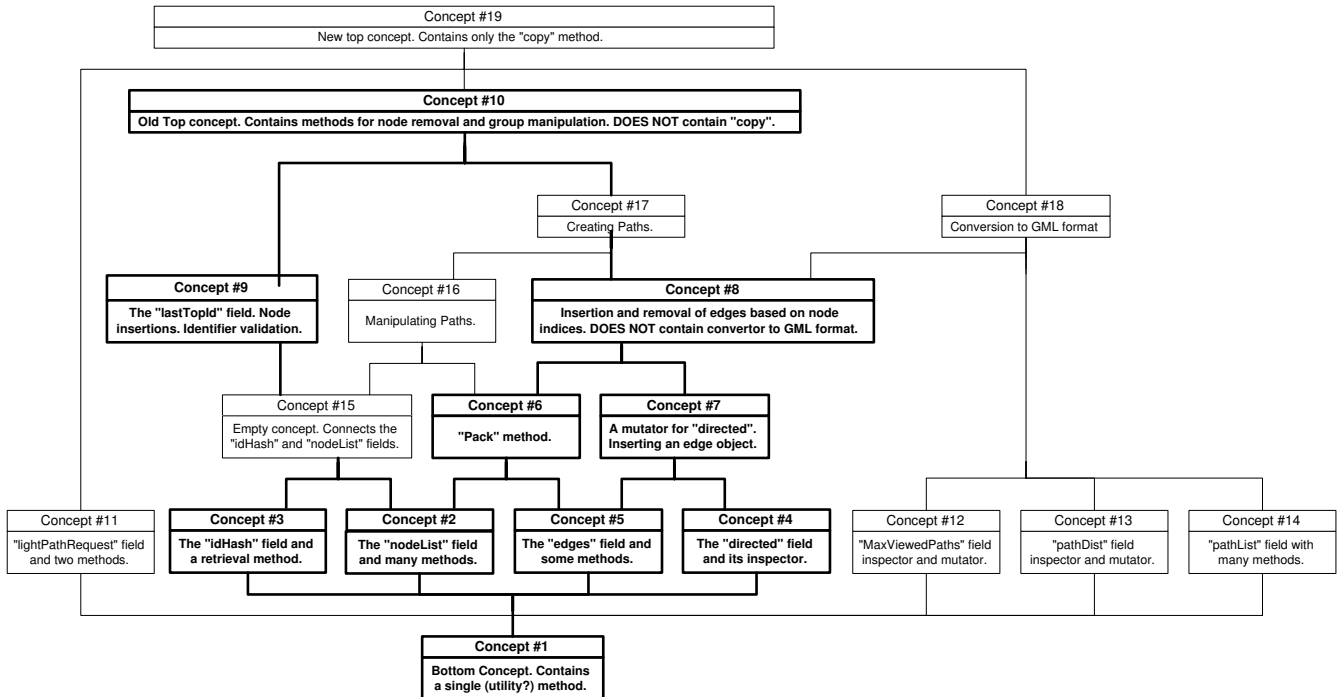 Concept #19
New top concept. Contains only the "copy" method.
Concept #10
Old Top concept. Contains methods for node removal and group manipulation. DOES NOT contain "copy".
Concept #17
Creating Paths.
Concept #18
Conversion to GML format
Concept #9
The "lastTopId" field. Node
insertions. Identifier validation.
Concept #16
Manipulating Paths.
Concept #8
Insertion and removal of edges based on node
indices. DOES NOT contain convertor to GML format.
Concept #15
Empty concept. Connects the
"idHash" and "nodeList" fields.
Concept #6
"Pack" method.
Concept #7
A mutator for "directed".
Inserting an edge object.
Concept #11
"lightPathRequest" field
and two methods.
Concept #3
The "idHash" field and
a retrieval method.
Concept #2
The "nodeList" field
and many methods.
Concept #5
The "edges" field and
some methods.
Concept #4
The "directed" field
and its inspector.
Concept #12
"MaxViewedPaths" field
inspector and mutator.
Concept #13
"pathDist" field
inspector and mutator.
Concept #14
"pathList" field with
many methods.
Concept #1
Bottom Concept. Contains
a single (utility?) method.